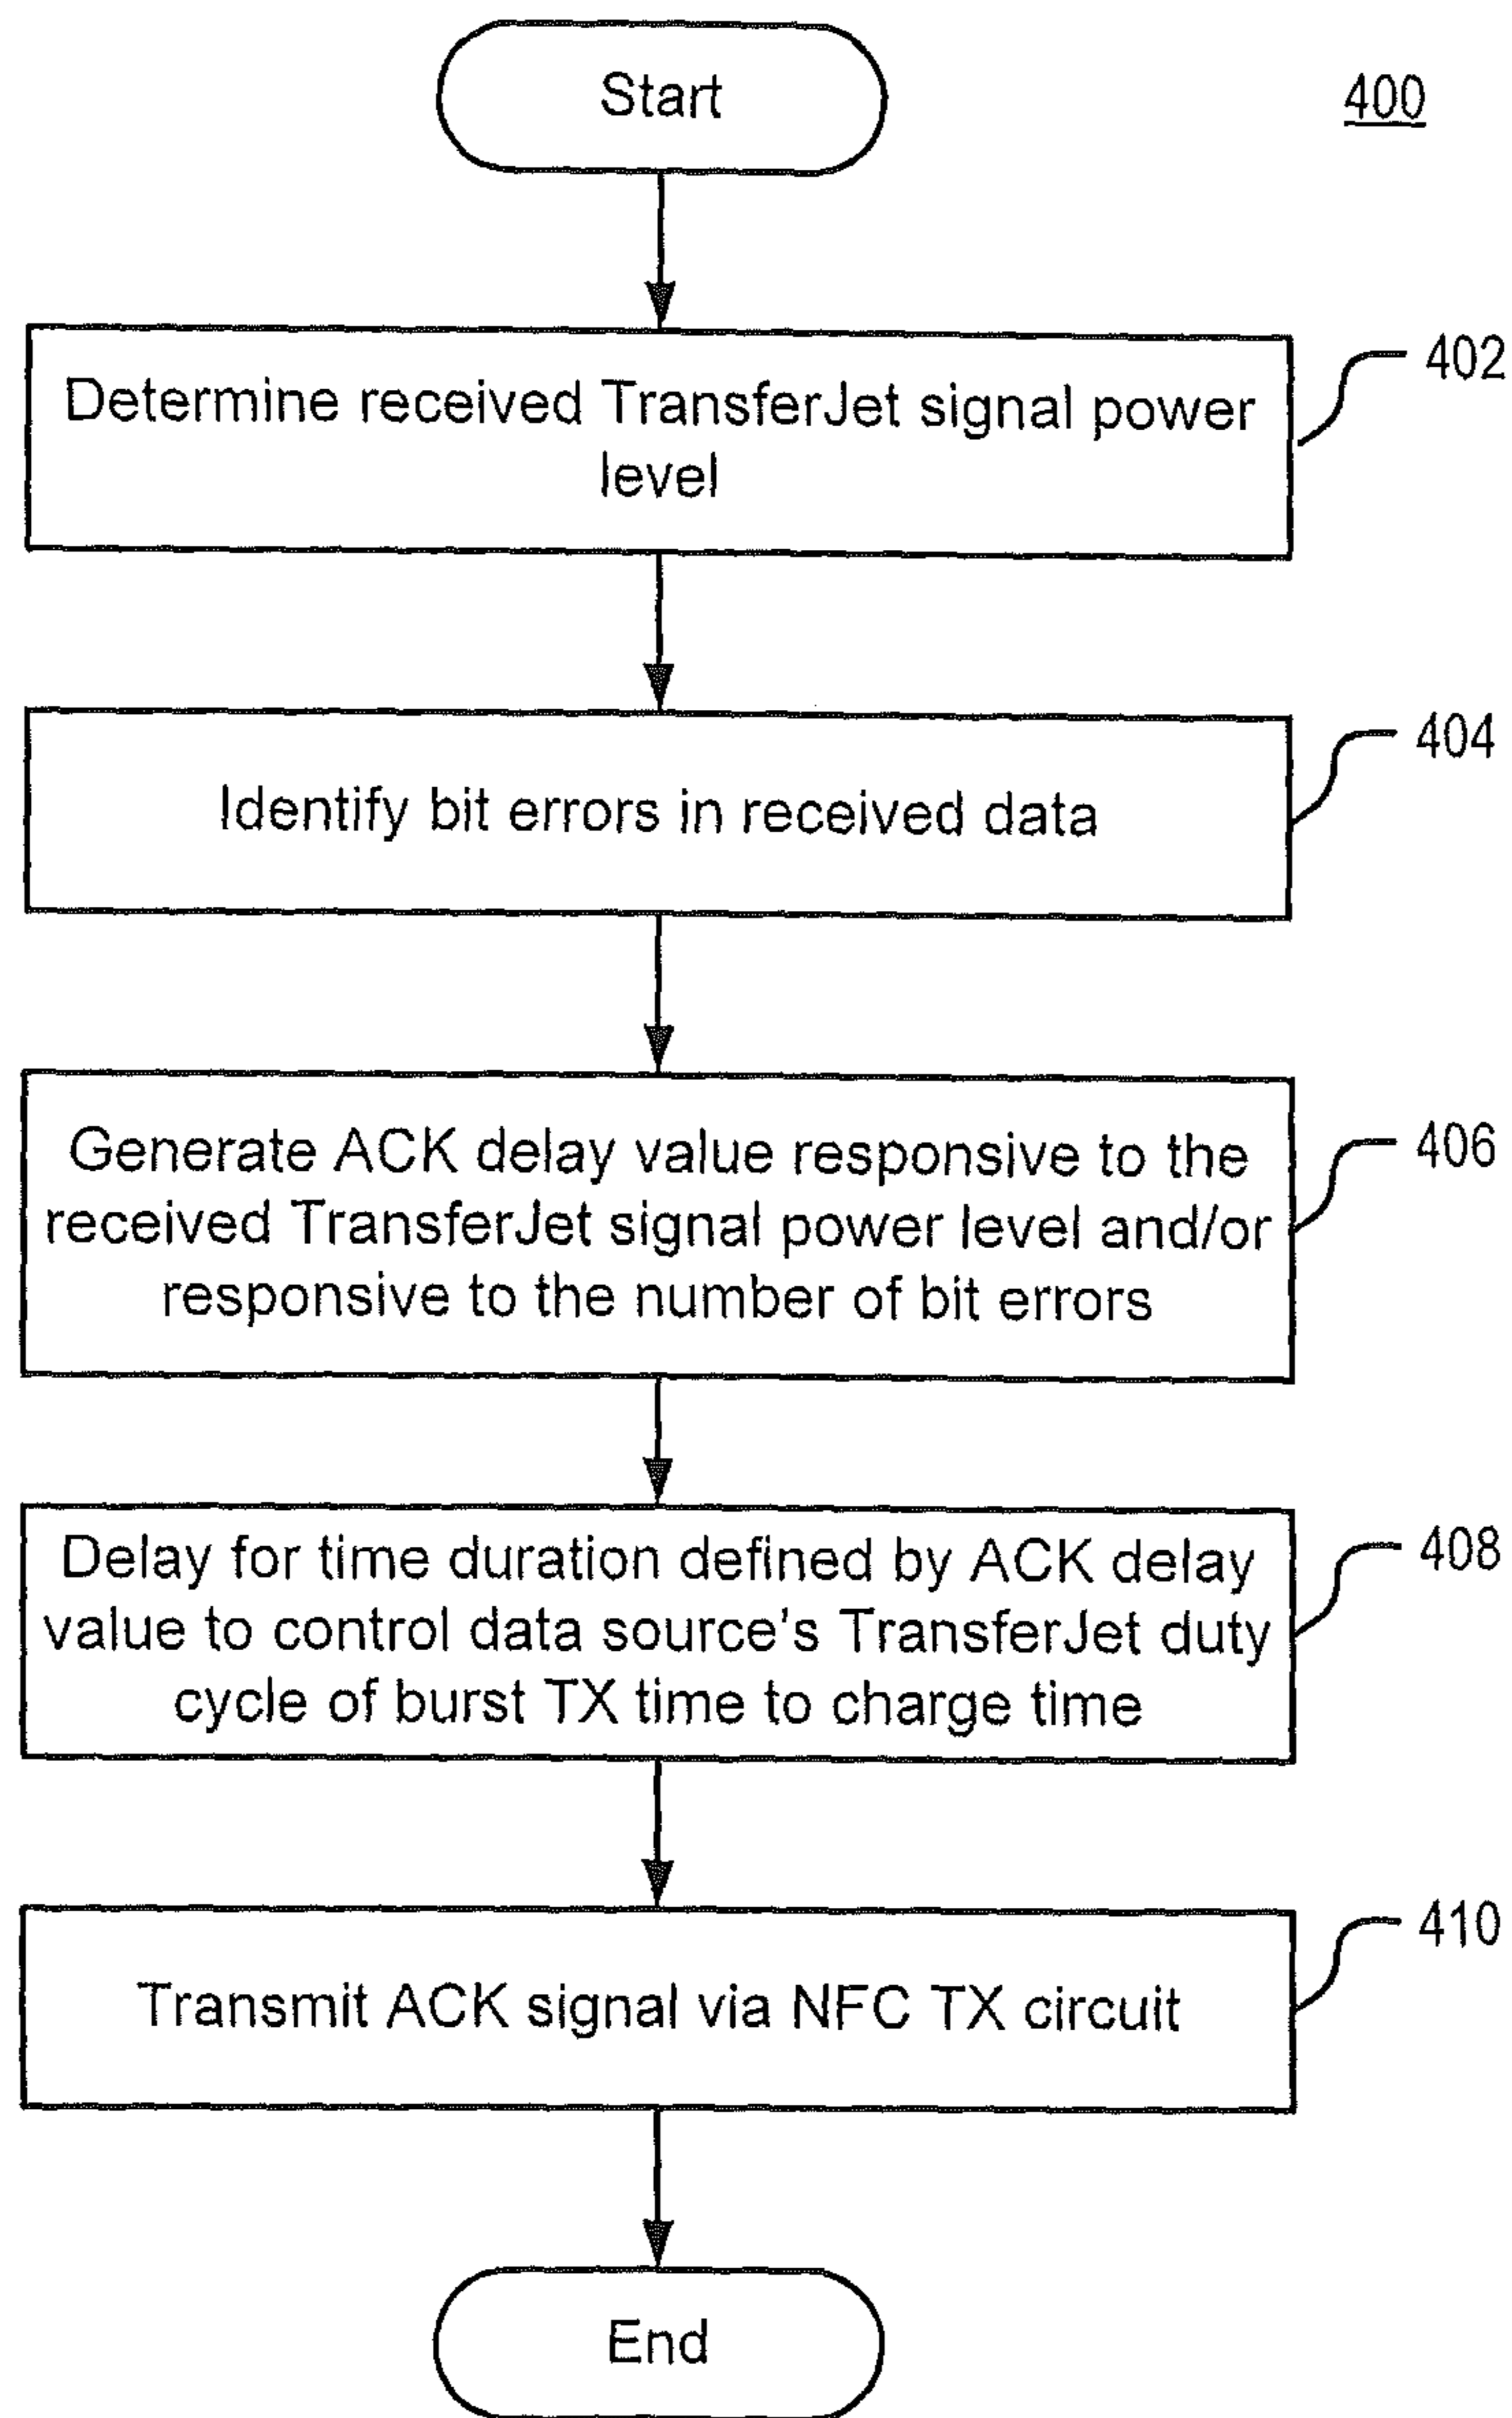 Start
400
Determine received TransferJet signal power
level
402
Identify bit errors in received data
404
Generate ACK delay value responsive to the
received TransferJet signal power level and/or
responsive to the number of bit errors
406
Delay for time duration defined by ACK delay
value to control data source's TransferJet duty
cycle of burst TX time to charge time
408
Transmit ACK signal via NFC TX circuit
410
End